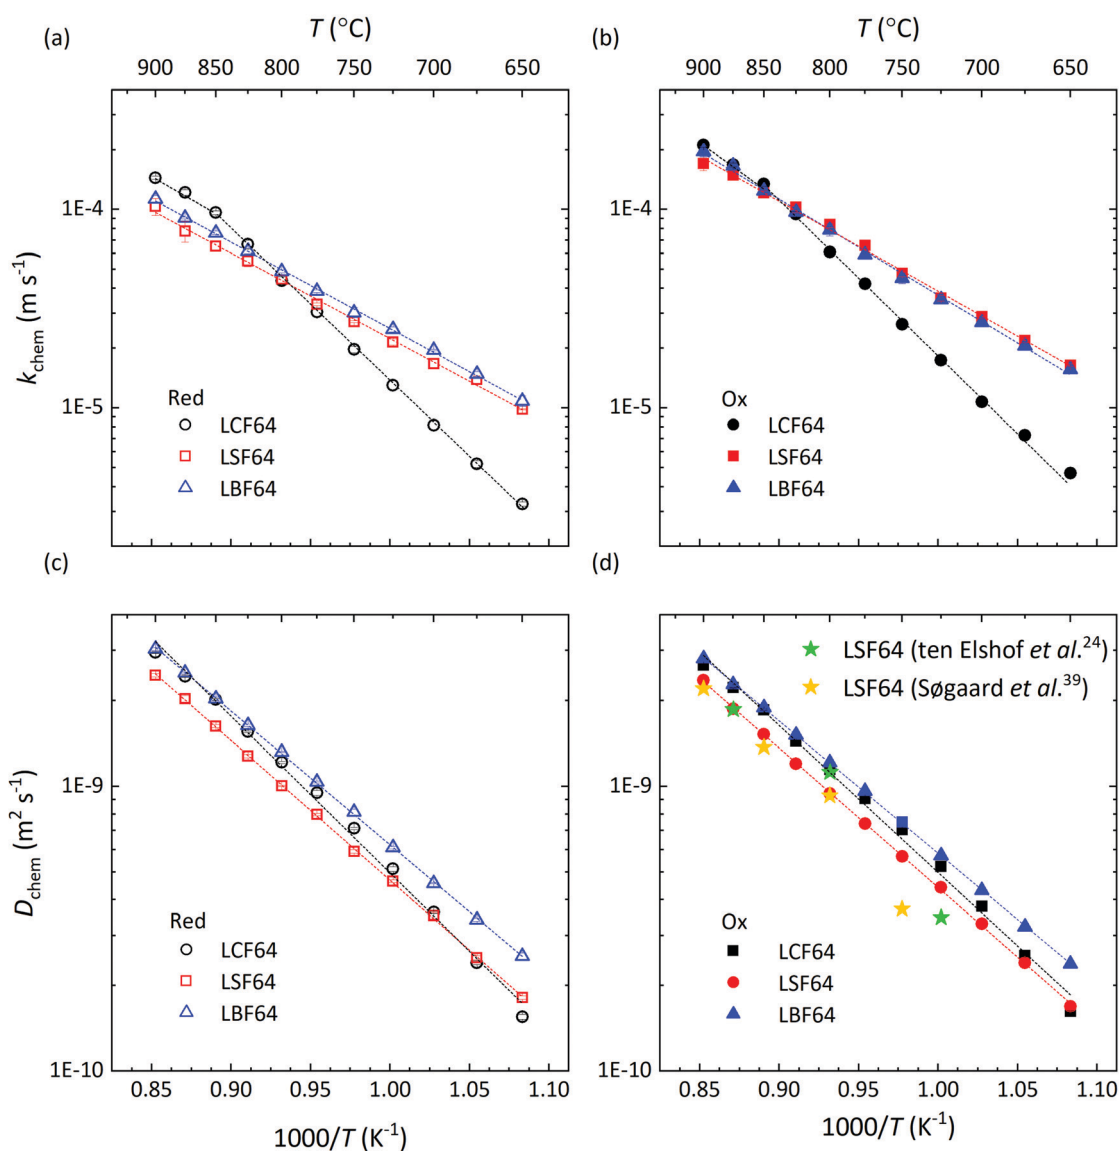 (a)
T (°C)
900 850 800 750 700 650
1E-4
1E-5
k_chem (m s⁻¹)
Red
LCF64
LSF64
LBF64
(b)
T (°C)
900 850 800 750 700 650
1E-4
1E-5
Ox
LCF64
LSF64
LBF64
(c)
1E-9
1E-10
D_chem (m² s⁻¹)
Red
LCF64
LSF64
LBF64
0.85 0.90 0.95 1.00 1.05 1.10
1000/T (K⁻¹)
(d)
LSF64 (ten Elshof et al.²⁴)
LSF64 (Søgaard et al.³⁹)
1E-9
1E-10
Ox
LCF64
LSF64
LBF64
0.85 0.90 0.95 1.00 1.05 1.10
1000/T (K⁻¹)